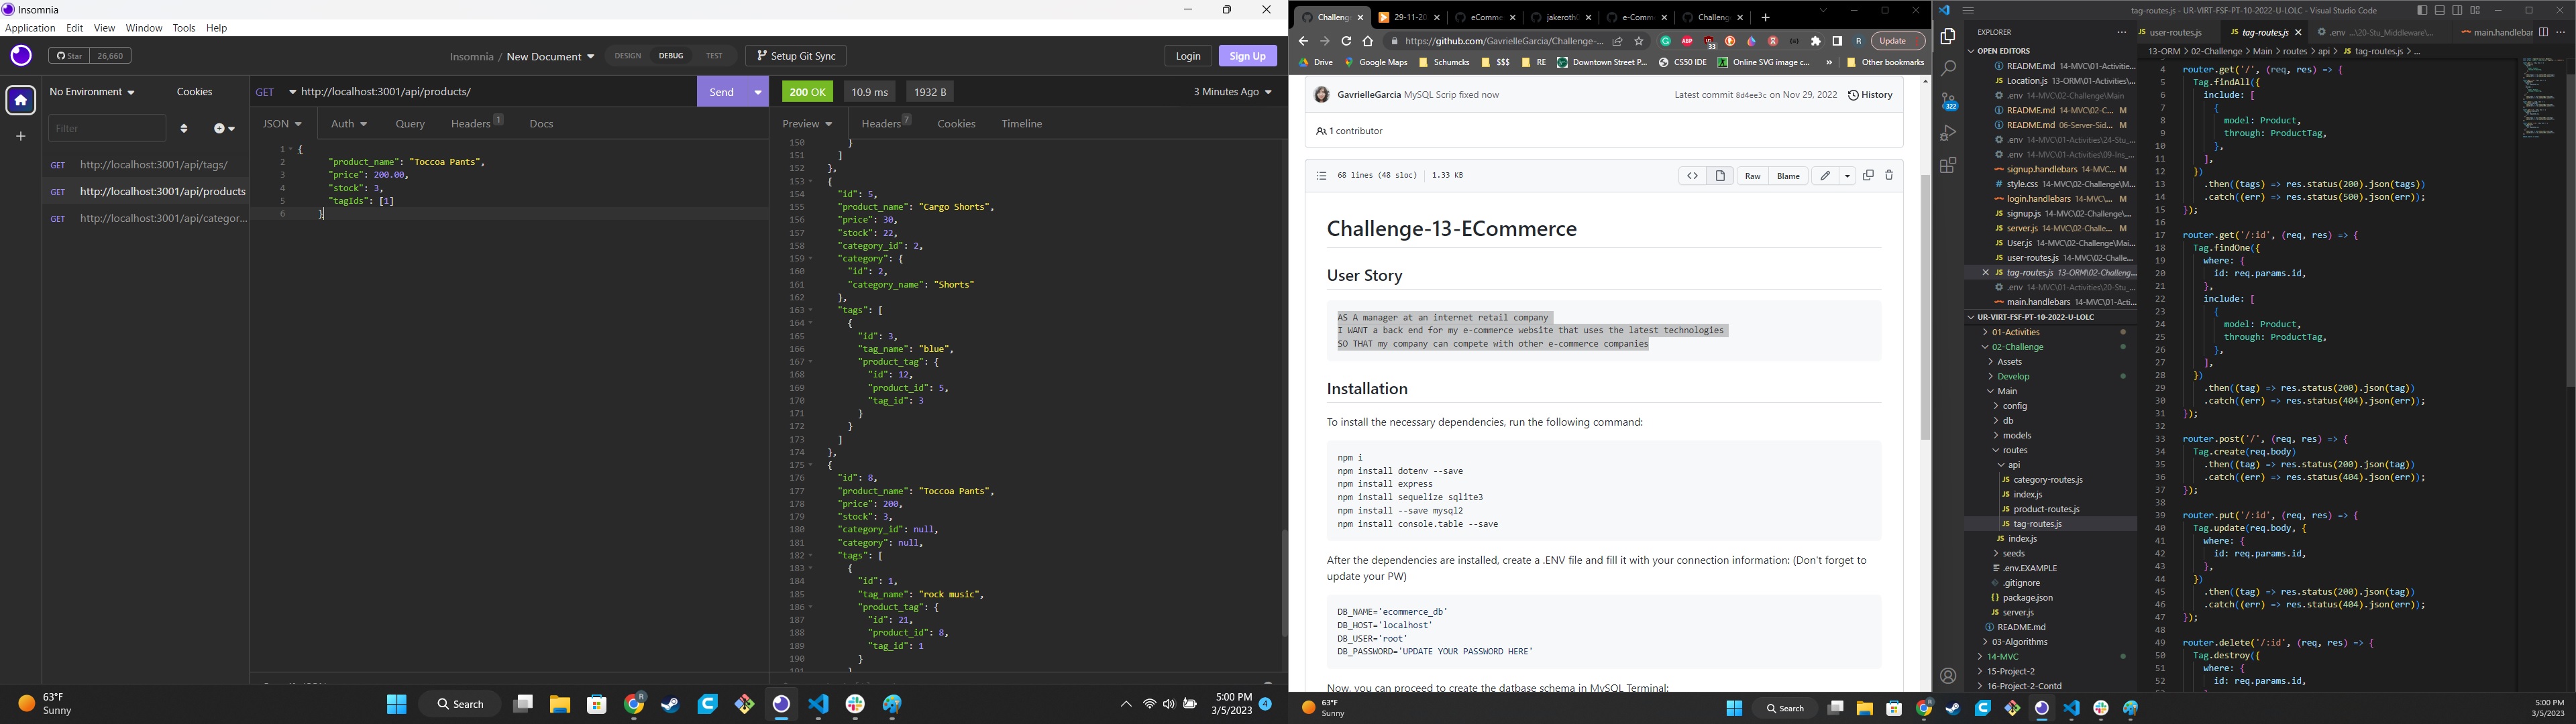 Insomnia
Application Edit View Window Tools Help
Star 26,660
Insomnia / New Document
DESIGN DEBUG TEST
Setup Git Sync
Login Sign Up
No Environment Cookies
Filter
GET http://localhost:3001/api/tags/
GET http://localhost:3001/api/products
GET http://localhost:3001/api/categor...
GET http://localhost:3001/api/products/
Send
JSON Auth Query Headers 1 Docs
1 {
2 "product_name": "Toccoa Pants",
3 "price": 200.00,
4 "stock": 3,
5 "tagIds": [1]
6 }
200 OK 10.9 ms 1932 B 3 Minutes Ago
Preview Headers 7 Cookies Timeline
150 }
151 ]
152 },
153 {
154 "id": 5,
155 "product_name": "Cargo Shorts",
156 "price": 30,
157 "stock": 22,
158 "category_id": 2,
159 "category": {
160 "id": 2,
161 "category_name": "Shorts"
162 },
163 "tags": [
164 {
165 "id": 3,
166 "tag_name": "blue",
167 "product_tag": {
168 "id": 12,
169 "product_id": 5,
170 "tag_id": 3
171 }
172 }
173 ]
174 },
175 {
176 "id": 8,
177 "product_name": "Toccoa Pants",
178 "price": 200,
179 "stock": 3,
180 "category_id": null,
181 "category": null,
182 "tags": [
183 {
184 "id": 1,
185 "tag_name": "rock music",
186 "product_tag": {
187 "id": 21,
188 "product_id": 8,
189 "tag_id": 1
190 }
63°F
Sunny
Search
5:00 PM
3/5/2023
4
Challeng 29-11-20 eComme jakeroth e-Comm Challeng
https://github.com/GavrielleGarcia/Challenge-...
ABP 33 R Update
Drive Google Maps Schumcks $$$ RE Downtown Street P... CS50 IDE Online SVG image c... » Other bookmarks
GavrielleGarcia MySQL Scrip fixed now
Latest commit 8d4ee3c on Nov 29, 2022 History
1 contributor
68 lines (48 sloc) 1.33 KB
Raw Blame
Challenge-13-ECommerce
User Story
AS A manager at an internet retail company
I WANT a back end for my e-commerce website that uses the latest technologies
SO THAT my company can compete with other e-commerce companies
Installation
To install the necessary dependencies, run the following command:
npm i
npm install dotenv --save
npm install express
npm install sequelize sqlite3
npm install --save mysql2
npm install console.table --save
After the dependencies are installed, create a .ENV file and fill it with your connection information: (Don't forget to
update your PW)
DB_NAME='ecommerce_db'
DB_HOST='localhost'
DB_USER='root'
DB_PASSWORD='UPDATE YOUR PASSWORD HERE'
Now, you can proceed to create the datbase schema in MySQL Terminal:
63°F
Sunny
Search
tag-routes.js - UR-VIRT-FSF-PT-10-2022-U-LOLC - Visual Studio Code
EXPLORER
OPEN EDITORS
README.md 14-MVC\01-Activitie...
Location.js 13-ORM\01-Activities\...
.env 14-MVC\02-Challenge\Main
README.md 14-MVC\02-C... M
README.md 06-Server-Sid... M
.env 14-MVC\01-Activities\24-Stu_...
.env 14-MVC\01-Activities\09-Ins_...
signup.handlebars 14-MVC... M
style.css 14-MVC\02-Challenge\M...
login.handlebars 14-MVC\... M
signup.js 14-MVC\02-Challenge\...
server.js 14-MVC\02-Challe... M
User.js 14-MVC\02-Challenge\Mai...
user-routes.js 14-MVC\02-Challe...
tag-routes.js 13-ORM\02-Challeng...
.env 14-MVC\01-Activities\20-Stu_...
main.handlebars 14-MVC\01-Acti...
UR-VIRT-FSF-PT-10-2022-U-LOLC
01-Activities
02-Challenge
Assets
Develop
Main
config
db
models
routes
api
category-routes.js
index.js
product-routes.js
tag-routes.js
index.js
seeds
.env.EXAMPLE
.gitignore
package.json
server.js
README.md
03-Algorithms
14-MVC
15-Project-2
16-Project-2-Contd
322
user-routes.js tag-routes.js .env ...\20-Stu_Middleware\... main.handlebar
13-ORM > 02-Challenge > Main > routes > api > tag-routes.js > ...
4 router.get('/', (req, res) => {
5 Tag.findAll({
6 include: [
7 {
8 model: Product,
9 through: ProductTag,
10 },
11 ],
12 })
13 .then((tags) => res.status(200).json(tags))
14 .catch((err) => res.status(500).json(err));
15 });
16
17 router.get('/:id', (req, res) => {
18 Tag.findOne({
19 where: {
20 id: req.params.id,
21 },
22 include: [
23 {
24 model: Product,
25 through: ProductTag,
26 },
27 ],
28 })
29 .then((tag) => res.status(200).json(tag))
30 .catch((err) => res.status(404).json(err));
31 });
32
33 router.post('/', (req, res) => {
34 Tag.create(req.body)
35 .then((tag) => res.status(200).json(tag))
36 .catch((err) => res.status(404).json(err));
37 });
38
39 router.put('/:id', (req, res) => {
40 Tag.update(req.body, {
41 where: {
42 id: req.params.id,
43 },
44 })
45 .then((tag) => res.status(200).json(tag))
46 .catch((err) => res.status(404).json(err));
47 });
48
49 router.delete('/:id', (req, res) => {
50 Tag.destroy({
51 where: {
52 id: req.params.id,
5:00 PM
3/5/2023